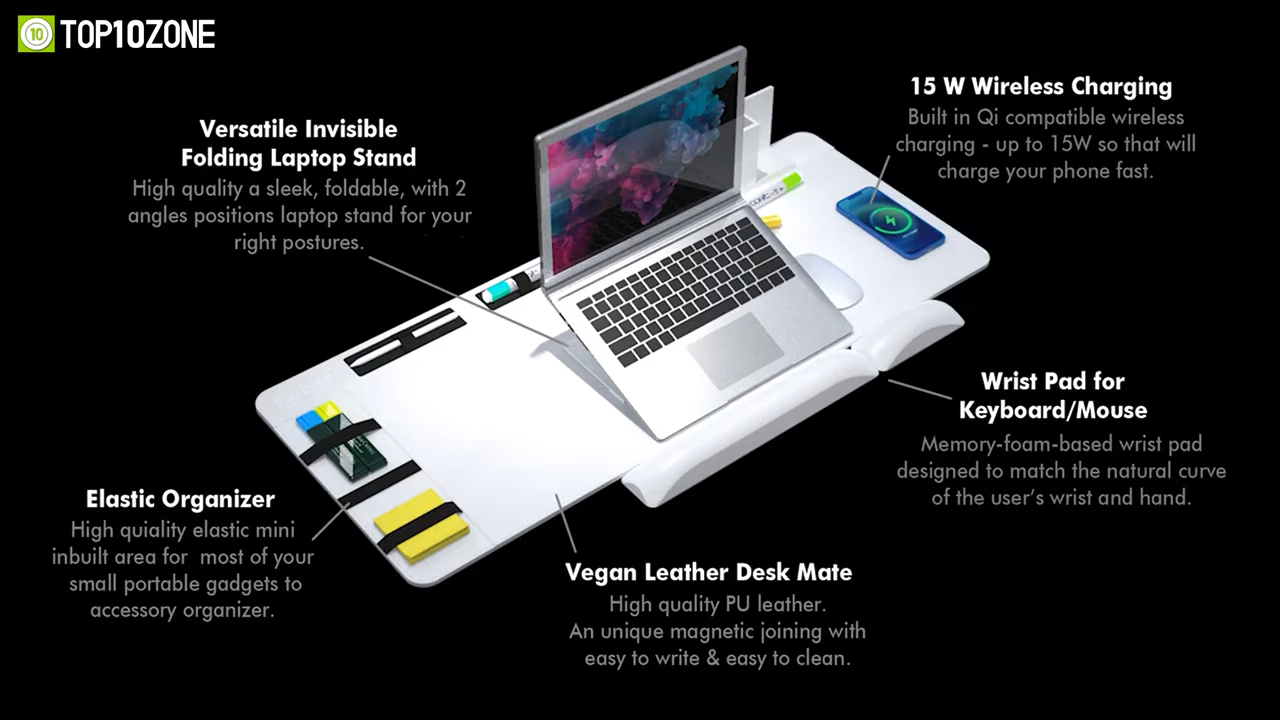 10 TOP10ZONE
Versatile Invisible
Folding Laptop Stand
High quality a sleek, foldable, with 2
angles positions laptop stand for your
right postures.
15 W Wireless Charging
Built in Qi compatible wireless
charging - up to 15W so that will
charge your phone fast.
Wrist Pad for
Keyboard/Mouse
Memory-foam-based wrist pad
designed to match the natural curve
of the user's wrist and hand.
Elastic Organizer
High quiality elastic mini
inbuilt area for most of your
small portable gadgets to
accessory organizer.
Vegan Leather Desk Mate
High quality PU leather.
An unique magnetic joining with
easy to write & easy to clean.